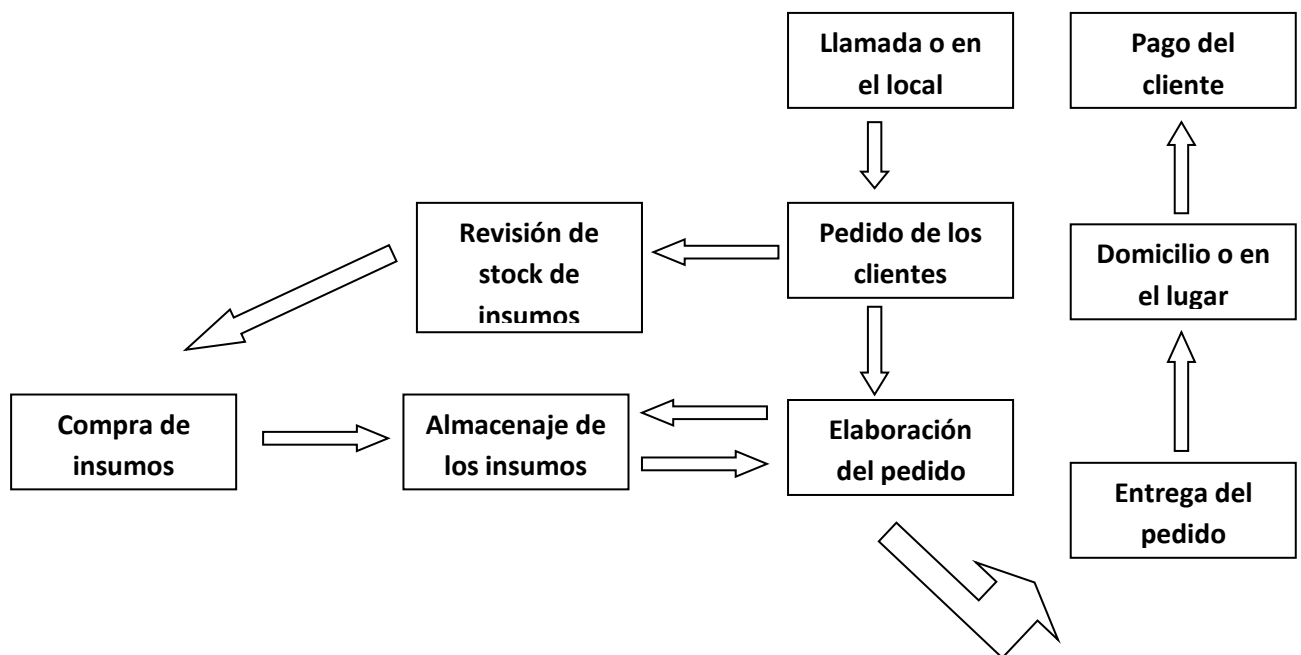 Llamada o en
el local
Pago del
cliente
Revisión de
stock de
insumos
Pedido de los
clientes
Domicilio o en
el lugar
Compra de
insumos
Almacenaje de
los insumos
Elaboración
del pedido
Entrega del
pedido